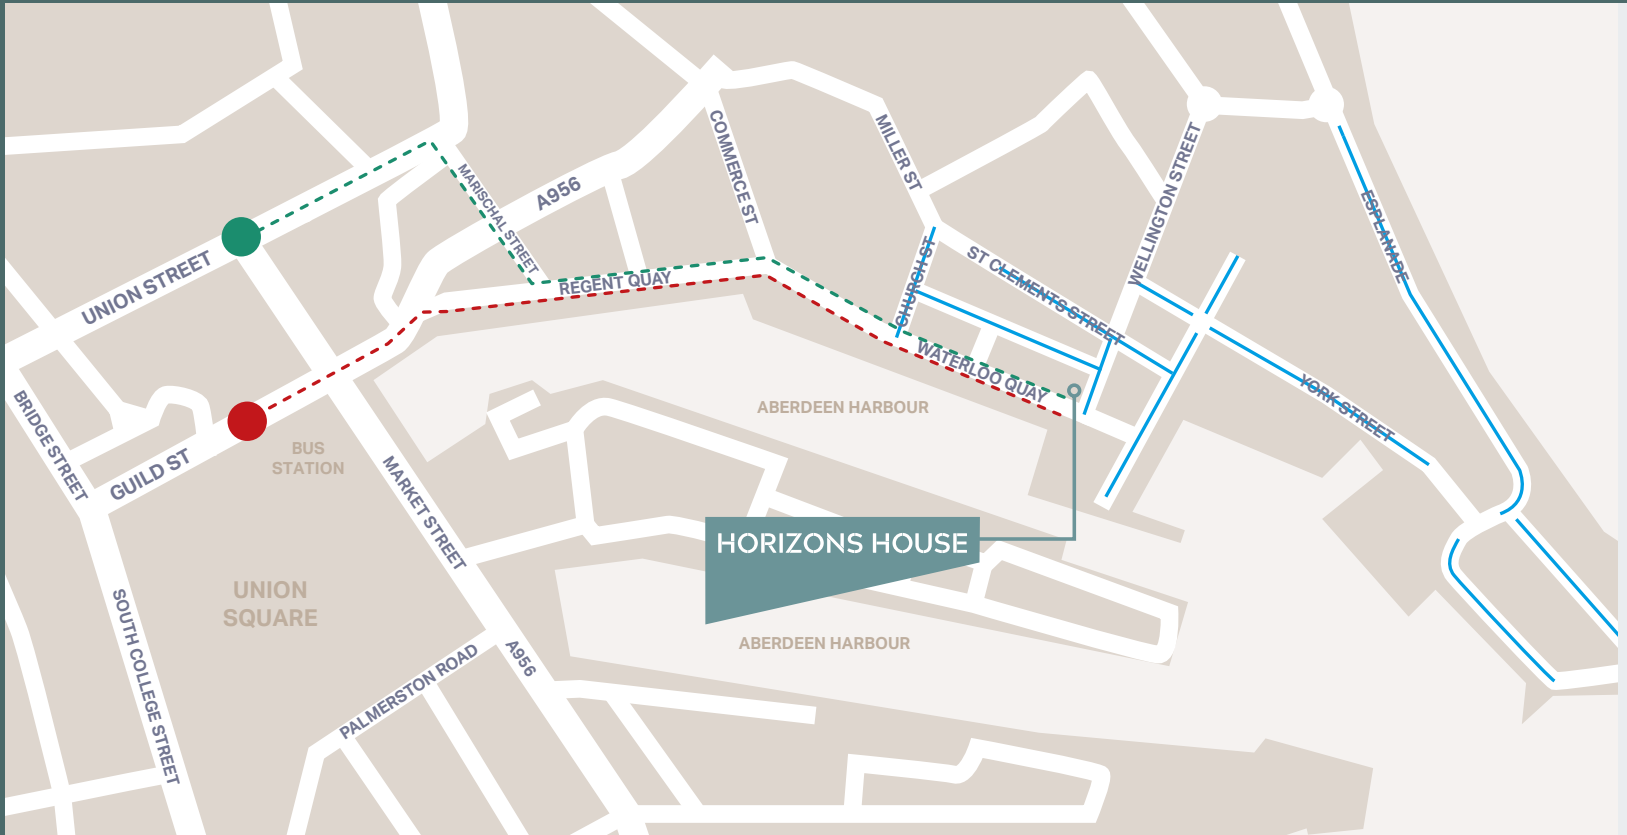 MARISCHAL STREET
COMMERCE ST
MILLER ST
A956
WELLINGTON STREET
ESPLANADE
UNION STREET
REGENT QUAY
CHURCH ST
ST CLEMENTS STREET
WATERLOO QUAY
YORK STREET
BRIDGE STREET
GUILD ST
BUS
STATION
ABERDEEN HARBOUR
MARKET STREET
HORIZONS HOUSE
UNION
SQUARE
SOUTH COLLEGE STREET
PALMERSTON ROAD
A956
ABERDEEN HARBOUR